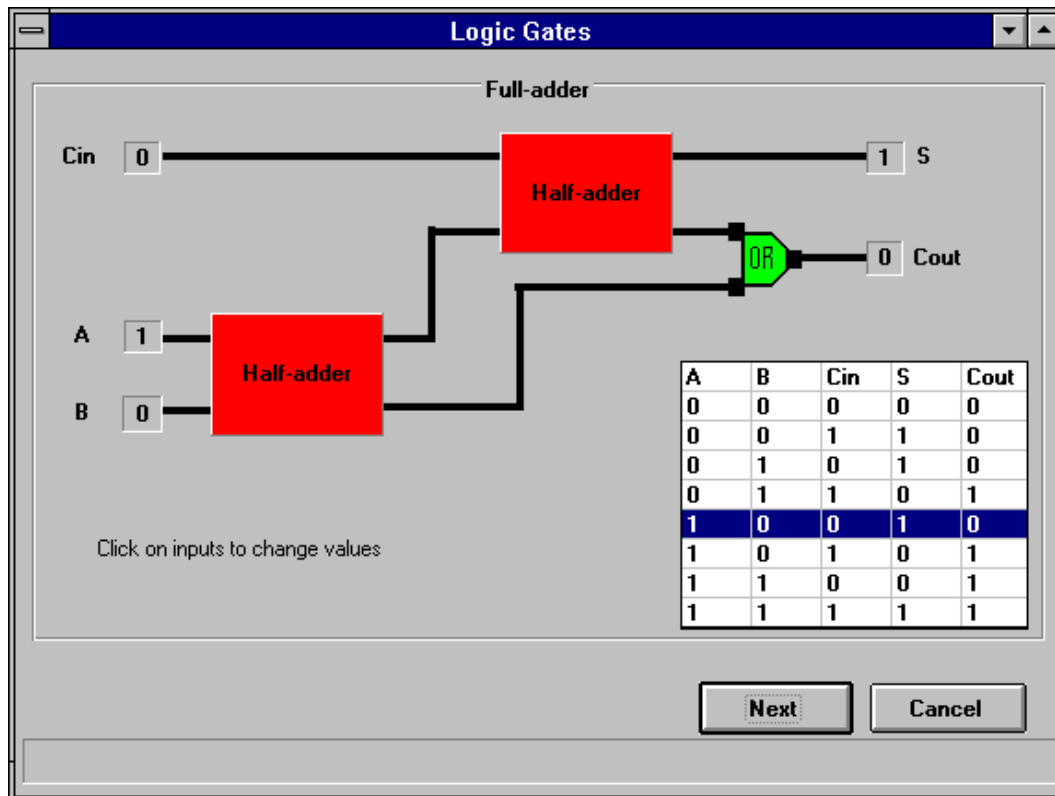 Logic Gates
Full-adder
Cin 0
Half-adder
1 S
OR
0 Cout
A 1
Half-adder
B 0
A B Cin S Cout
0 0 0 0 0
0 0 1 1 0
0 1 0 1 0
0 1 1 0 1
1 0 0 1 0
1 0 1 0 1
1 1 0 0 1
1 1 1 1 1
Click on inputs to change values
Next
Cancel